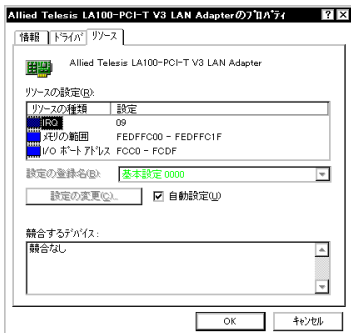 Allied Telesis LA100-PCI-T V3 LAN Adapterのプロパティ
情報 ドライバ リソース
Allied Telesis LA100-PCI-T V3 LAN Adapter
リソースの設定(R):
リソースの種類 設定
IRQ 09
メモリの範囲 FEDFFC00 - FEDFFC1F
I/O ポートアドレス FCC0 - FCDF
設定の登録名(B): 基本設定 0000
設定の変更(C)... 自動設定(U)
競合するデバイス:
競合なし
OK キャンセル